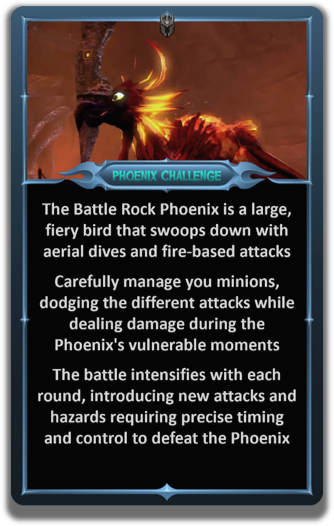 PHOENIX CHALLENGE
The Battle Rock Phoenix is a large,
fiery bird that swoops down with
aerial dives and fire-based attacks
Carefully manage you minions,
dodging the different attacks while
dealing damage during the
Phoenix's vulnerable moments
The battle intensifies with each
round, introducing new attacks and
hazards requiring precise timing
and control to defeat the Phoenix